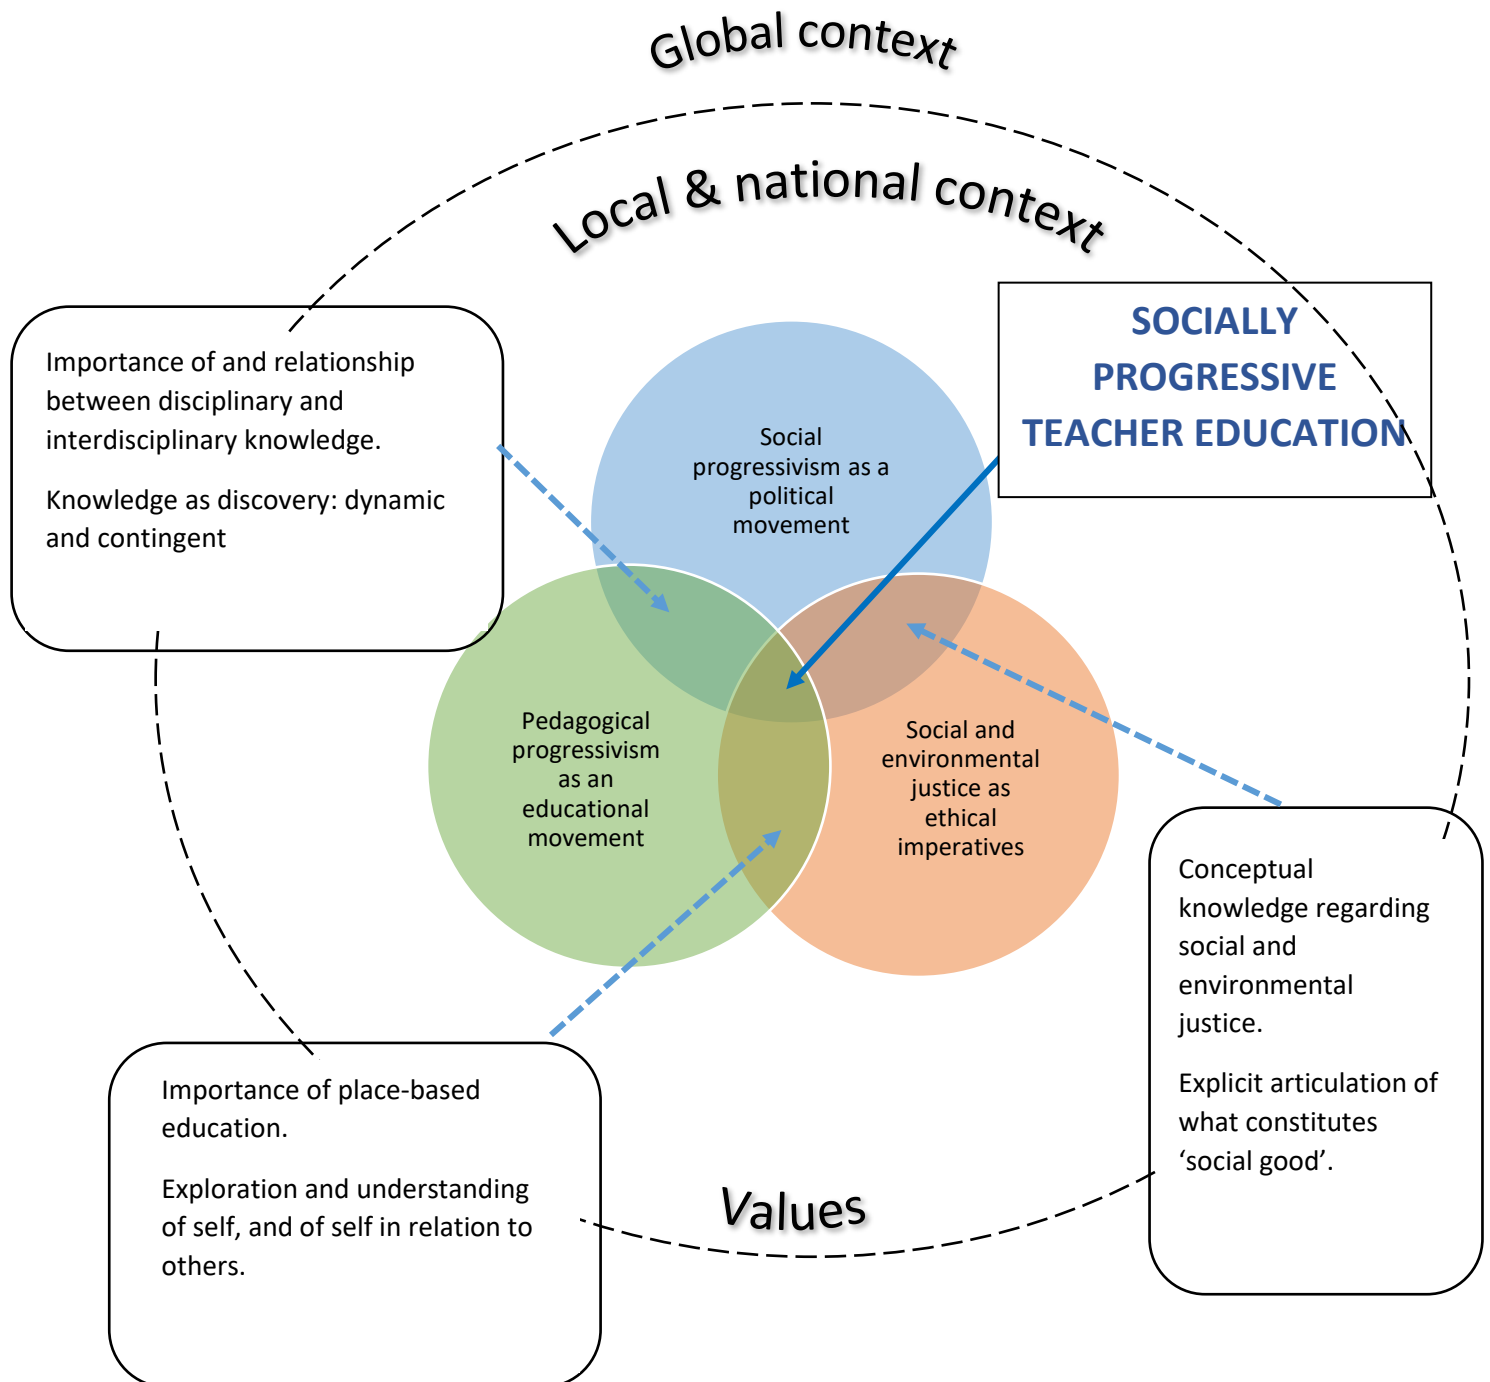 Global context
Local & national context
SOCIALLY
PROGRESSIVE
TEACHER EDUCATION
Importance of and relationship
between disciplinary and
interdisciplinary knowledge.
Knowledge as discovery: dynamic
and contingent
Social
progressivism as a
political
movement
Pedagogical
progressivism
as an
educational
movement
Social and
environmental
justice as
ethical
imperatives
Conceptual
knowledge regarding
social and
environmental
justice.
Explicit articulation of
what constitutes
‘social good’.
Importance of place-based
education.
Exploration and understanding
of self, and of self in relation to
others.
Values